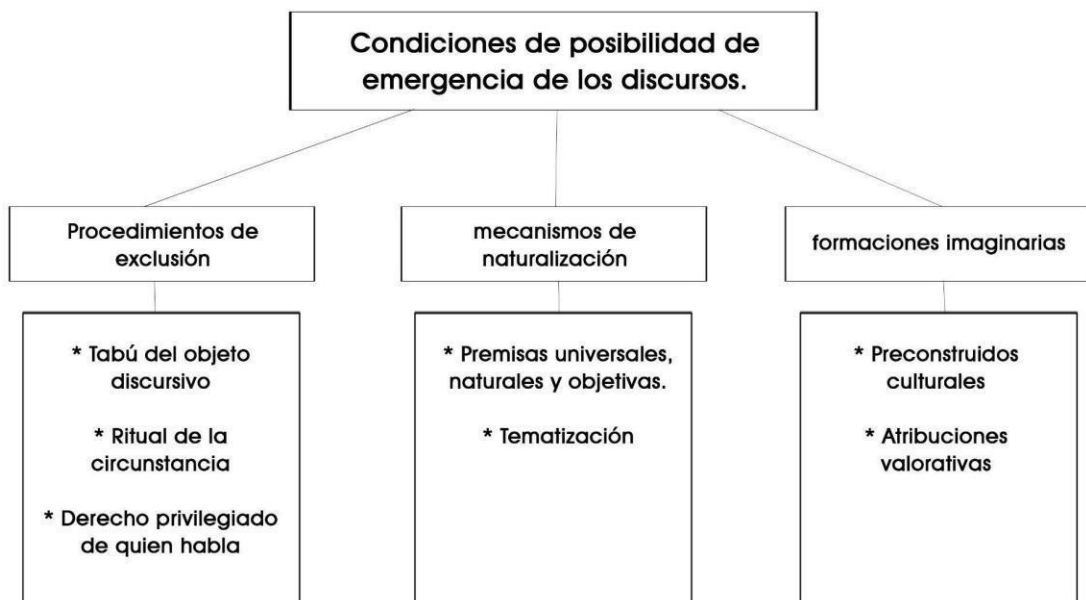 Condiciones de posibilidad de
emergencia de los discursos.
Procedimientos de
exclusión
* Tabú del objeto
discursivo
* Ritual de la
circunstancia
* Derecho privilegiado
de quien habla
mecanismos de
naturalización
* Premisas universales,
naturales y objetivas.
* Tematización
formaciones imaginarias
* Preconstruidos
culturales
* Atribuciones
valorativas